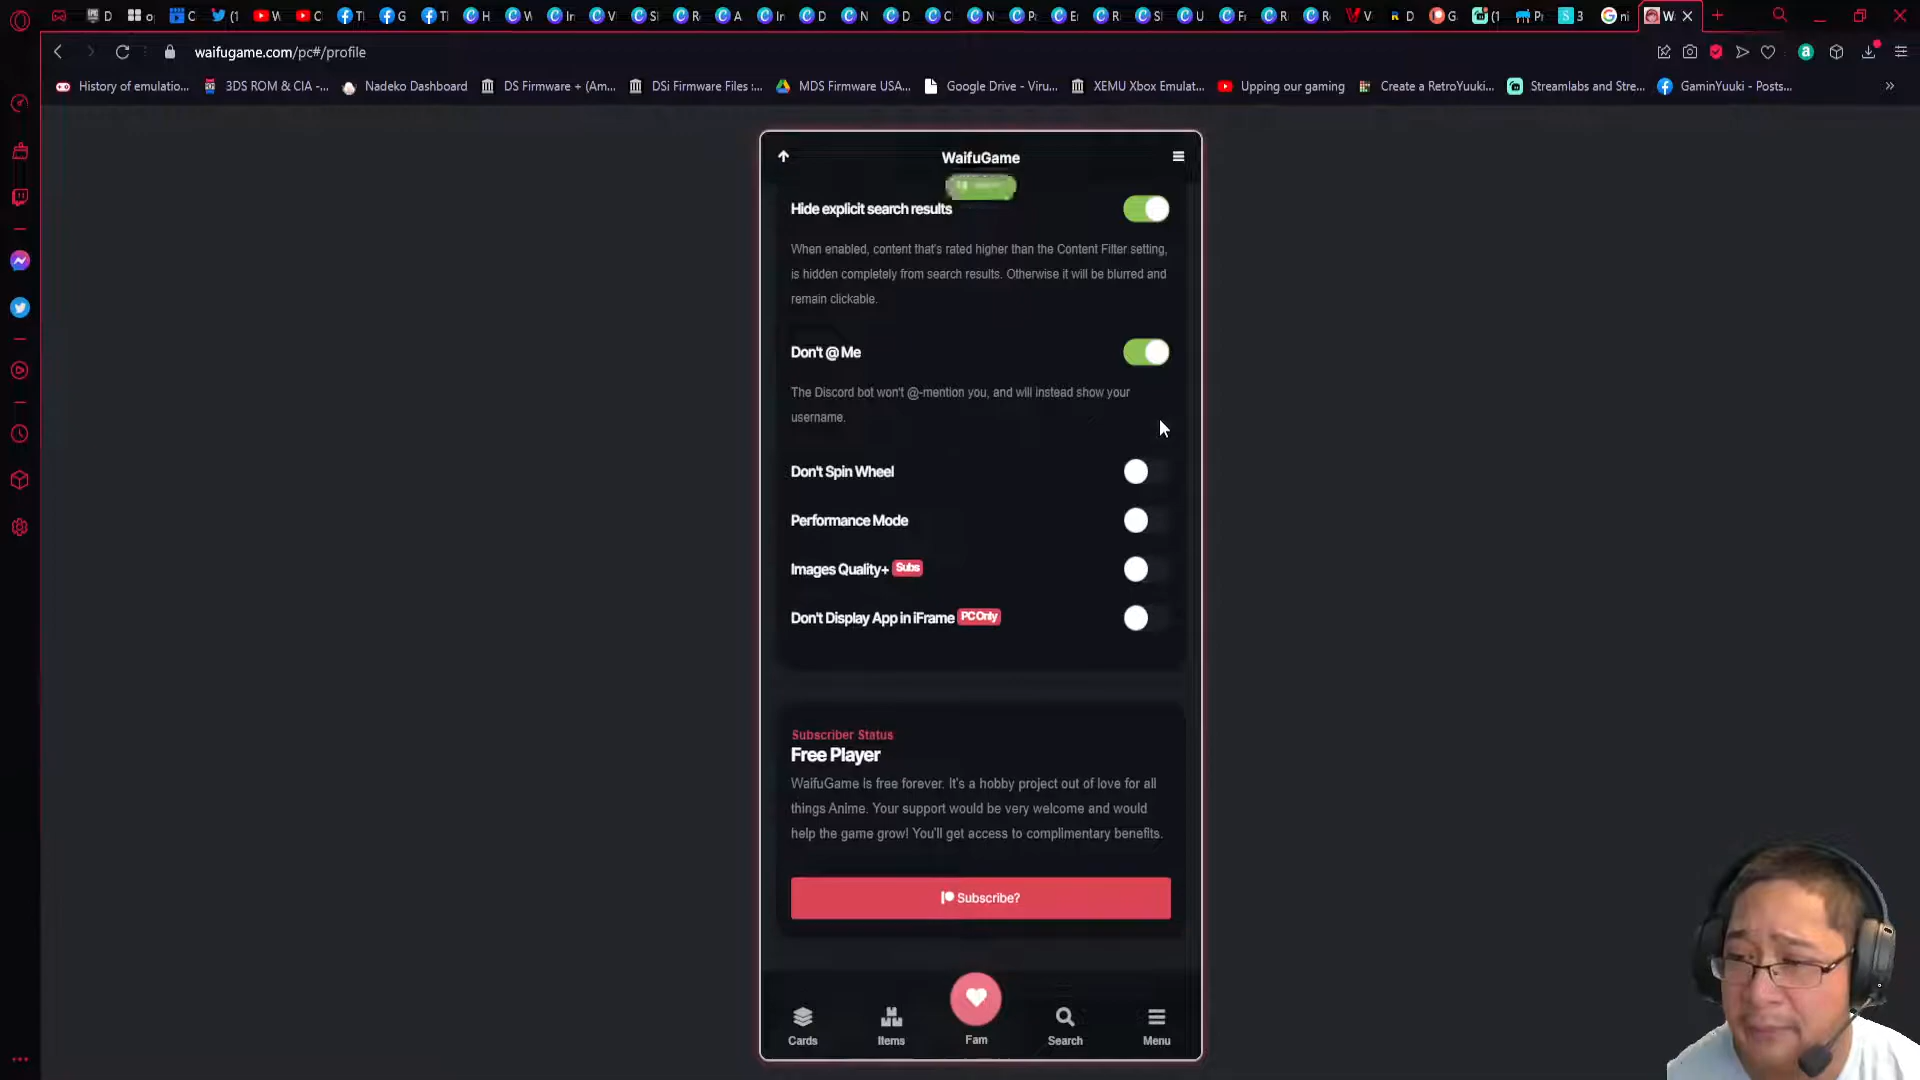 waifugame.com/pc#/profile
History of emulatio...
3DS ROM & CIA -...
Nadeko Dashboard
DS Firmware + (Am...
DSi Firmware Files :...
MDS Firmware USA...
Google Drive - Viru...
XEMU Xbox Emulat...
Upping our gaming
Create a RetroYuuki...
Streamlabs and Stre...
GaminYuuki - Posts...
WaifuGame
Hide explicit search results
When enabled, content that's rated higher than the Content Filter setting,
is hidden completely from search results. Otherwise it will be blurred and
remain clickable.
Don't @ Me
The Discord bot won't @-mention you, and will instead show your
username.
Don't Spin Wheel
Performance Mode
Images Quality+ Subs
Don't Display App in iFrame PC Only
Subscriber Status
Free Player
WaifuGame is free forever. It's a hobby project out of love for all
things Anime. Your support would be very welcome and would
help the game grow! You'll get access to complimentary benefits.
Subscribe?
Cards
Items
Fam
Search
Menu